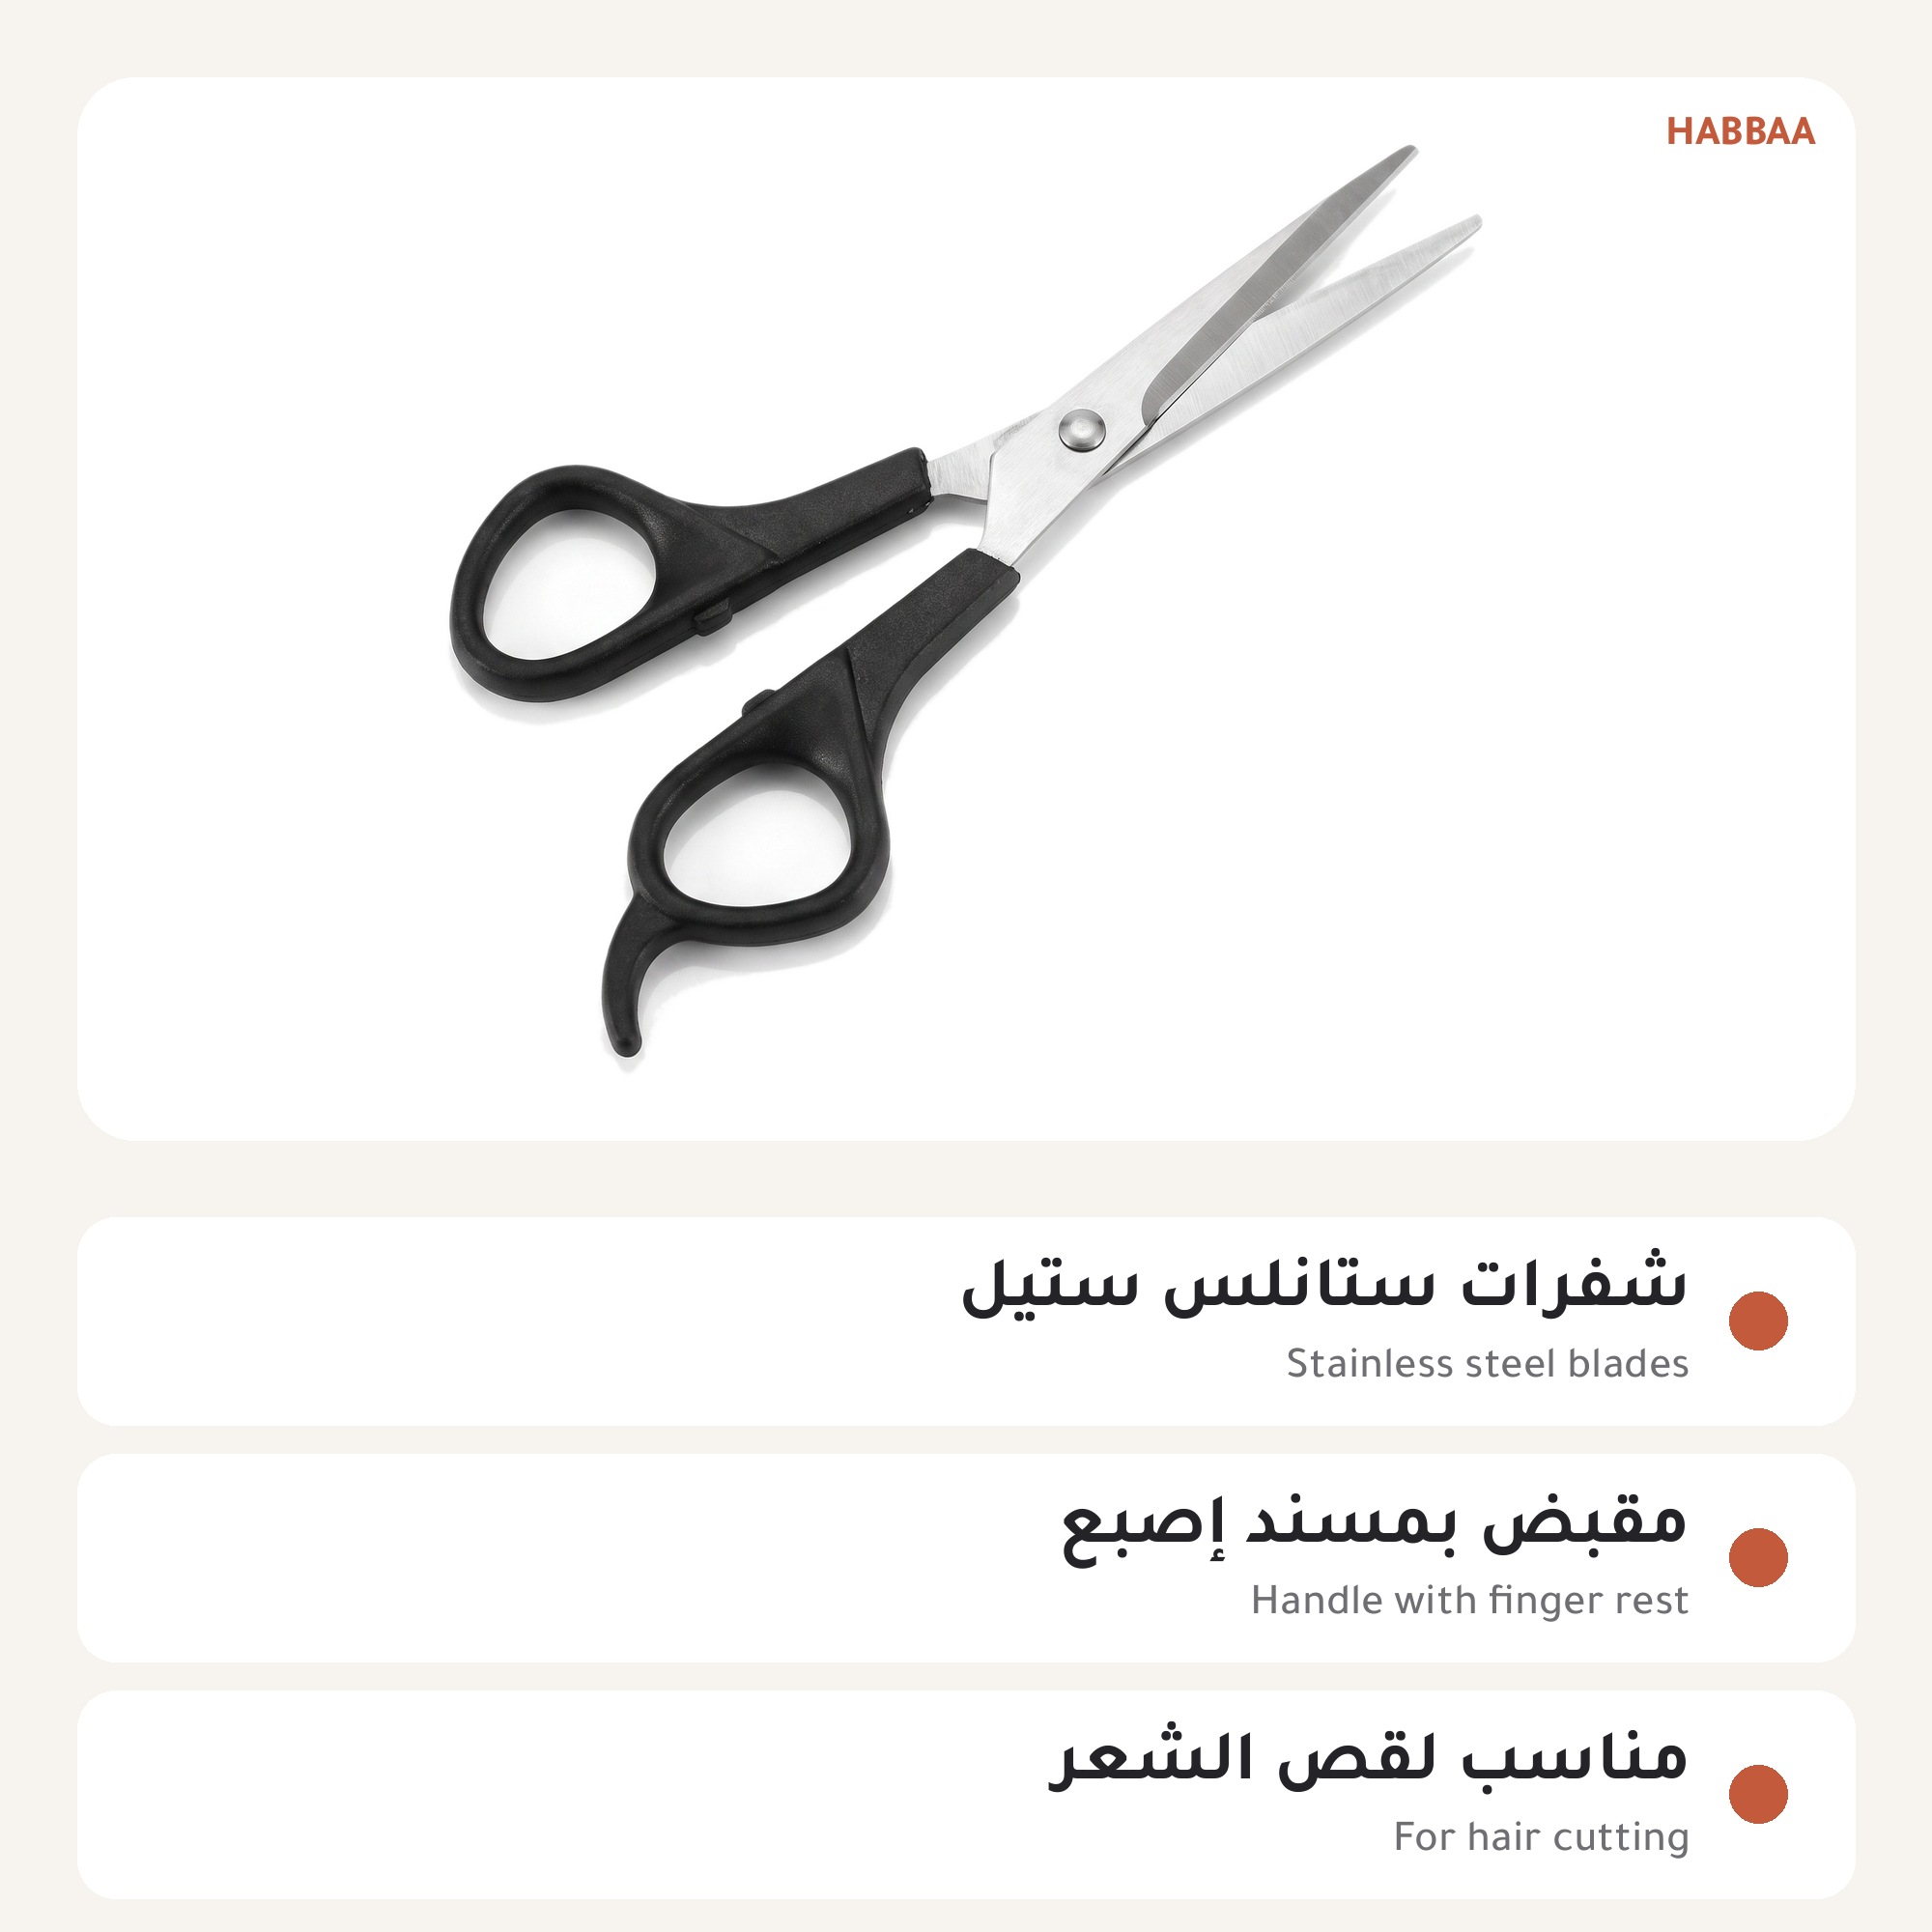 HABBAA
شفرات ستانلس ستيل
Stainless steel blades
مقبض بمسند إصبع
Handle with finger rest
مناسب لقص الشعر
For hair cutting